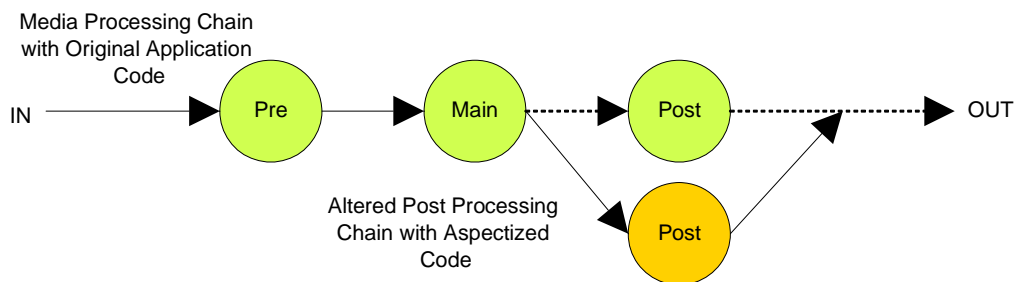 Media Processing Chain
with Original Application
Code
IN
Pre
Main
Post
OUT
Altered Post Processing
Chain with Aspectized
Code
Post